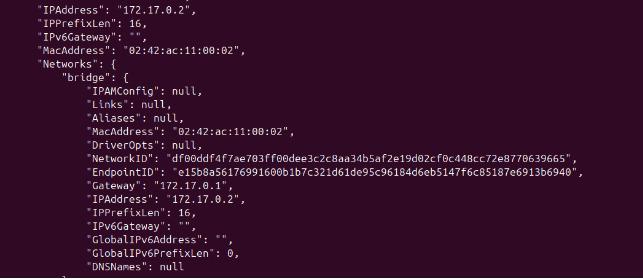 "IPAddress": "172.17.0.2",
"IPPrefixLen": 16,
"IPv6Gateway": "",
"MacAddress": "02:42:ac:11:00:02",
"Networks": {
"bridge": {
"IPAMConfig": null,
"Links": null,
"Aliases": null,
"MacAddress": "02:42:ac:11:00:02",
"DriverOpts": null,
"NetworkID": "df00ddf4f7ae703ff00dee3c2c8aa34b5af2e19d02cf0c448cc72e8770639665",
"EndpointID": "e15b8a56176991600b1b7c321d61de95c96184d6eb5147f6c85187e6913b6940",
"Gateway": "172.17.0.1",
"IPAddress": "172.17.0.2",
"IPPrefixLen": 16,
"IPv6Gateway": "",
"GlobalIPv6Address": "",
"GlobalIPv6PrefixLen": 0,
"DNSNames": null